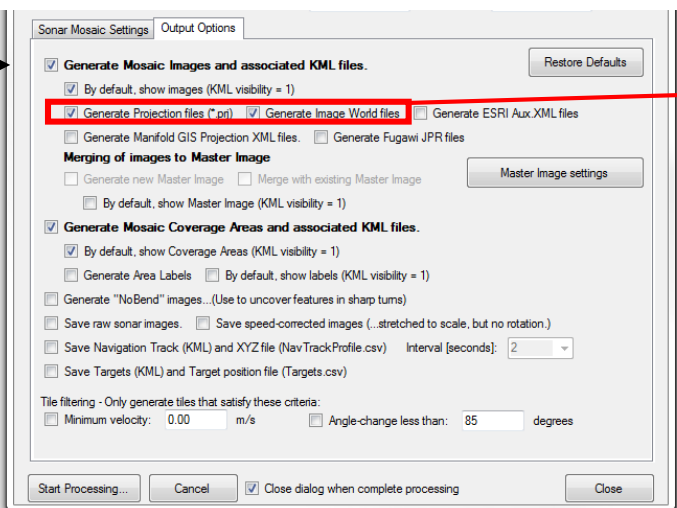 Sonar Mosaic Settings Output Options
Generate Mosaic Images and associated KML files. Restore Defaults
By default, show images (KML visibility = 1)
Generate Projection files (*.prj) Generate Image World files Generate ESRI Aux.XML files
Generate Manifold GIS Projection XML files. Generate Fugawi JPR files
Merging of images to Master Image
Generate new Master Image Merge with existing Master Image Master Image settings
By default, show Master Image (KML visibility = 1)
Generate Mosaic Coverage Areas and associated KML files.
By default, show Coverage Areas (KML visibility = 1)
Generate Area Labels By default, show labels (KML visibility = 1)
Generate "NoBend" images...(Use to uncover features in sharp turns)
Save raw sonar images. Save speed-corrected images (...stretched to scale, but no rotation.)
Save Navigation Track (KML) and XYZ file (NavTrackProfile.csv) Interval [seconds]: 2
Save Targets (KML) and Target position file (Targets.csv)
Tile filtering - Only generate tiles that satisfy these criteria:
Minimum velocity: 0.00 m/s Angle-change less than: 85 degrees
Start Processing... Cancel Close dialog when complete processing Close